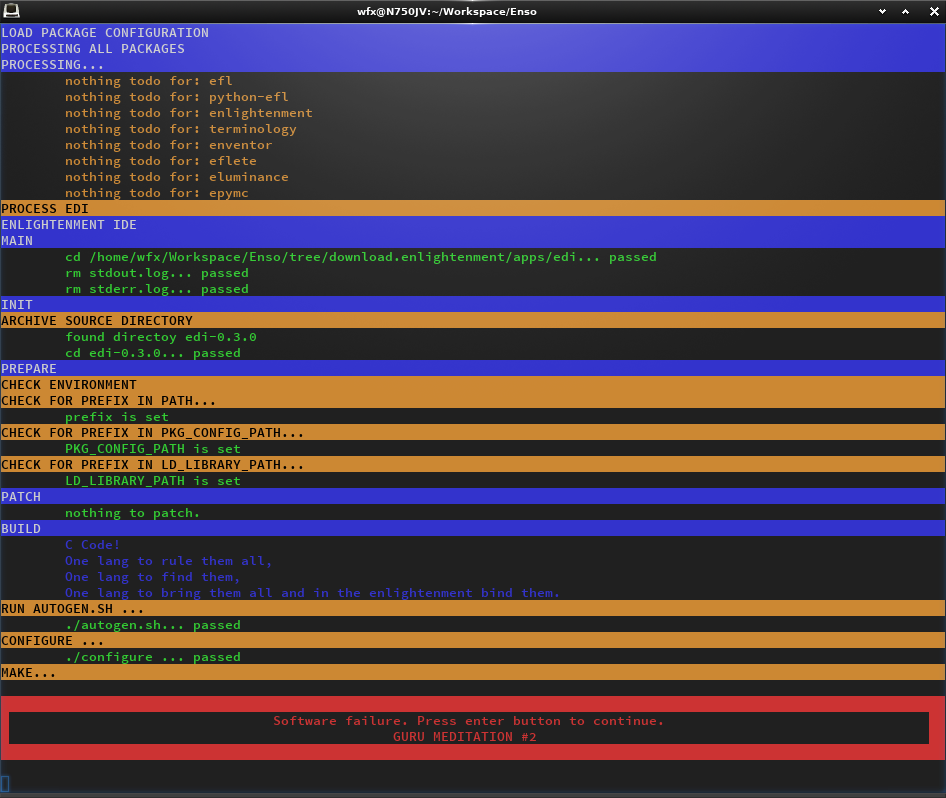 wfx@N750JV:~/Workspace/Enso
LOAD PACKAGE CONFIGURATION
PROCESSING ALL PACKAGES
PROCESSING...
nothing todo for: efl
nothing todo for: python-efl
nothing todo for: enlightenment
nothing todo for: terminology
nothing todo for: enventor
nothing todo for: eflete
nothing todo for: eluminance
nothing todo for: epymc
PROCESS EDI
ENLIGHTENMENT IDE
MAIN
cd /home/wfx/Workspace/Enso/tree/download.enlightenment/apps/edi... passed
rm stdout.log... passed
rm stderr.log... passed
INIT
ARCHIVE SOURCE DIRECTORY
found directoy edi-0.3.0
cd edi-0.3.0... passed
PREPARE
CHECK ENVIRONMENT
CHECK FOR PREFIX IN PATH...
prefix is set
CHECK FOR PREFIX IN PKG_CONFIG_PATH...
PKG_CONFIG_PATH is set
CHECK FOR PREFIX IN LD_LIBRARY_PATH...
LD_LIBRARY_PATH is set
PATCH
nothing to patch.
BUILD
C Code!
One lang to rule them all,
One lang to find them,
One lang to bring them all and in the enlightenment bind them.
RUN AUTOGEN.SH ...
./autogen.sh... passed
CONFIGURE ...
./configure ... passed
MAKE...
Software failure. Press enter button to continue.
GURU MEDITATION #2